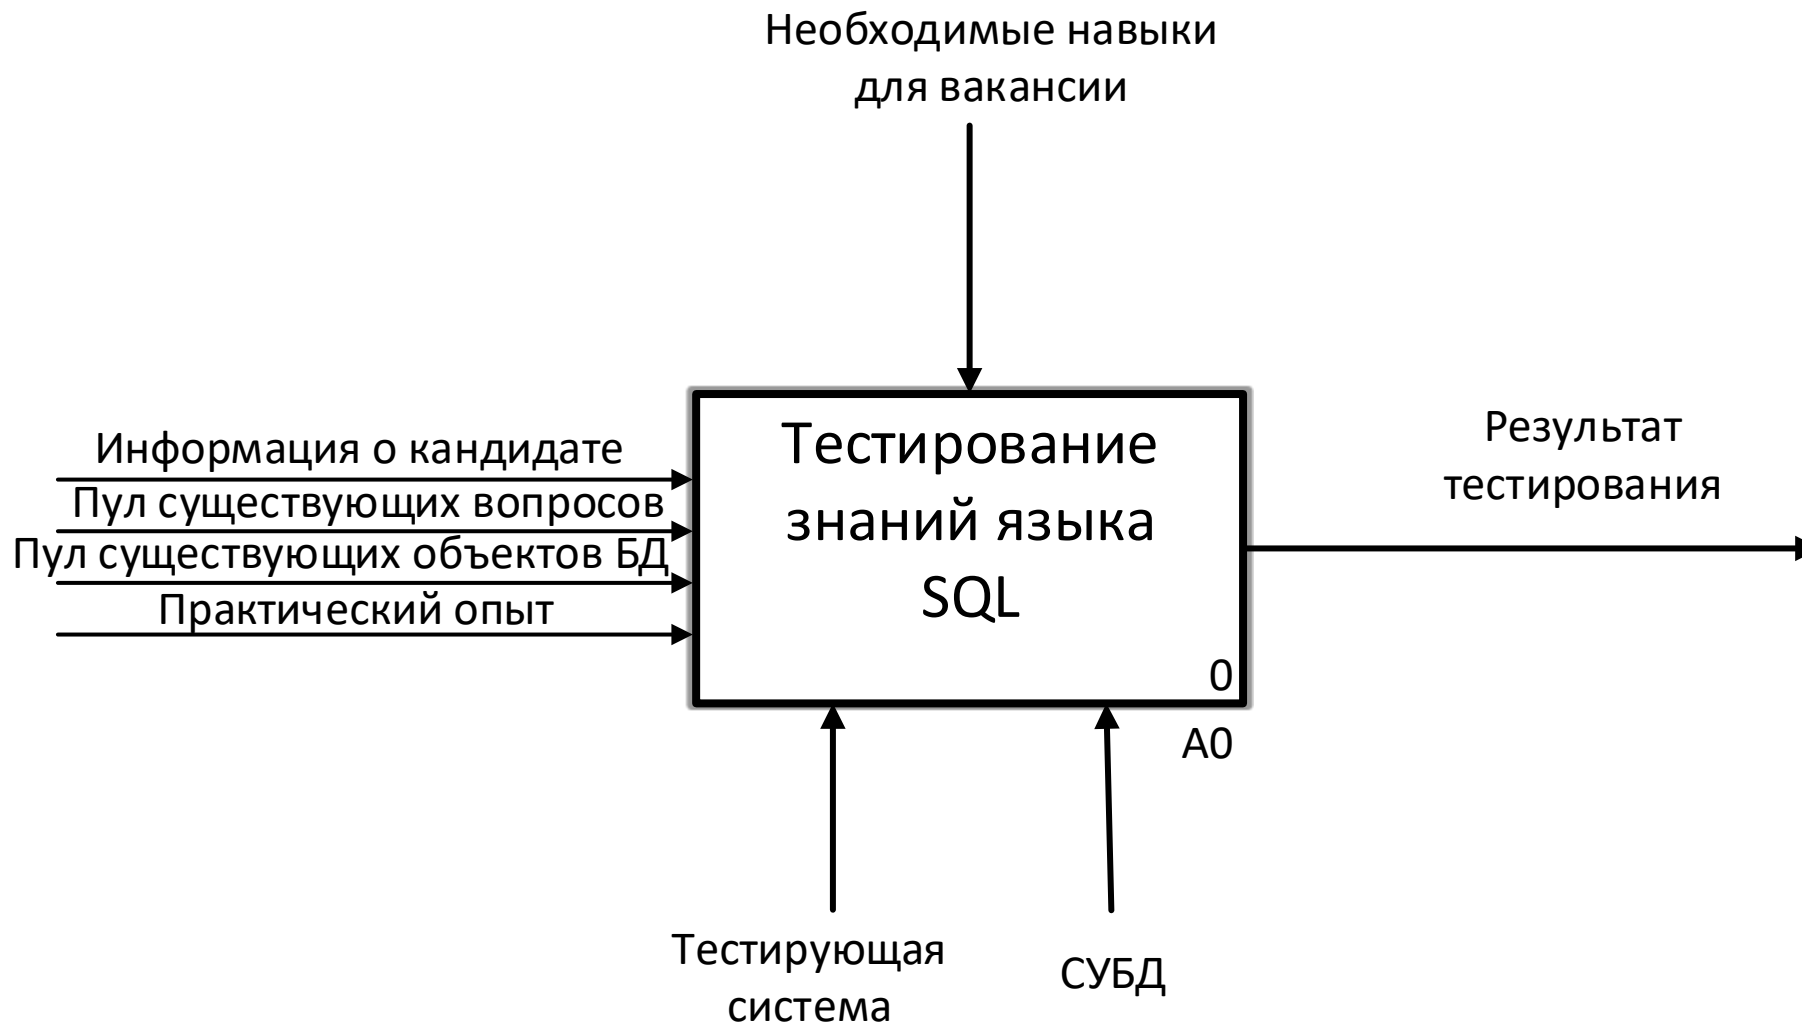 Необходимые навыки
для вакансии
Информация о кандидате
Пул существующих вопросов
Пул существующих объектов БД
Практический опыт
Тестирование
знаний языка
SQL
0
A0
Результат
тестирования
Тестирующая
система
СУБД